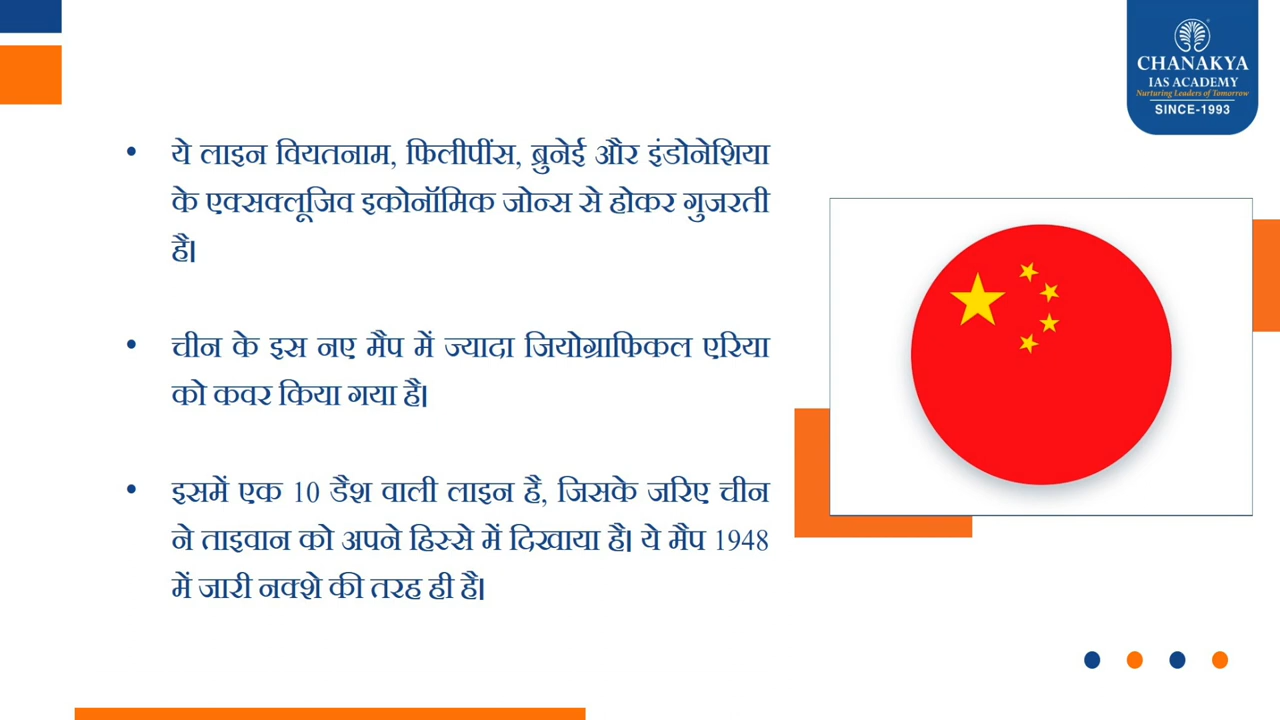 CHANAKYA
IAS ACADEMY
Nurturing Leaders of Tomorrow
SINCE-1993
• ये लाइन वियतनाम, फिलीपींस, ब्रुनेई और इंडोनेशिया
के एक्सक्लूजिव इकोनॉमिक जोन्स से होकर गुजरती
है।
• चीन के इस नए मैप में ज्यादा जियोग्राफिकल एरिया
को कवर किया गया है।
• इसमें एक 10 डैश वाली लाइन है, जिसके जरिए चीन
ने ताइवान को अपने हिस्से में दिखाया है। ये मैप 1948
में जारी नक्शे की तरह ही है।